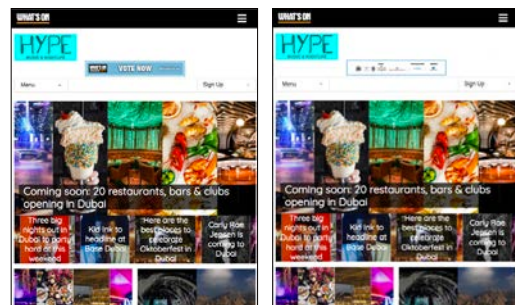 WHAT'S ON
HYPE
VOTE NOW
Menu
Sign Up
Coming soon: 20 restaurants, bars & clubs
opening in Dubai
Three big
nights out in
Dubai to party
hard at this
weekend
Kid Ink to
headline at
Base Dubai
Here are the
best places to
celebrate
Oktoberfest in
Dubai
Carly Rae
Jepsen is
coming to
Dubai
WHAT'S ON
HYPE
Menu
Sign Up
Coming soon: 20 restaurants, bars & clubs
opening in Dubai
Three big
nights out in
Dubai to party
hard at this
weekend
Kid Ink to
headline at
Base Dubai
Here are the
best places to
celebrate
Oktoberfest in
Dubai
Carly Rae
Jepsen is
coming to
Dubai